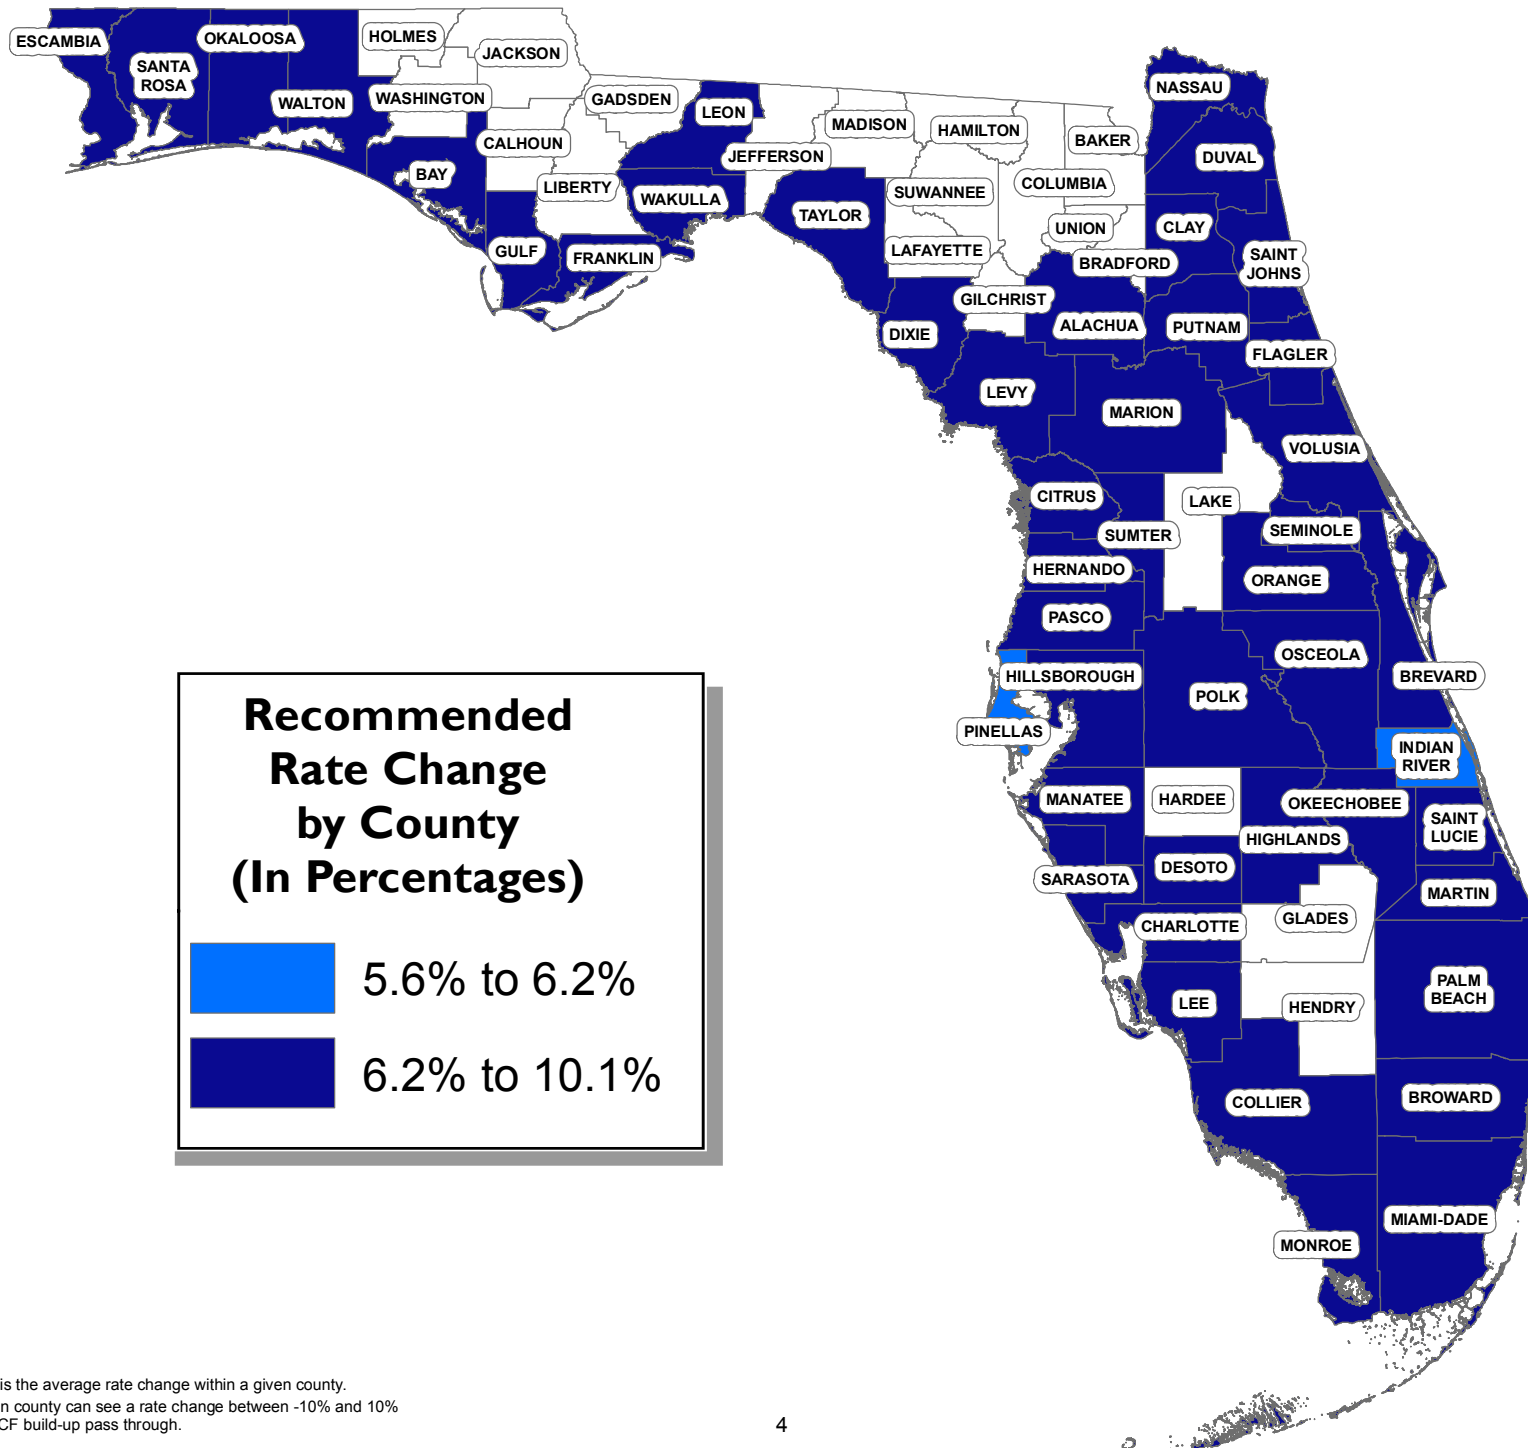 ESCAMBIA
SANTA
ROSA
OKALOOSA
WALTON
HOLMES
JACKSON
WASHINGTON
CALHOUN
BAY
GULF
LIBERTY
GADSDEN
LEON
WAKULLA
FRANKLIN
JEFFERSON
MADISON
TAYLOR
HAMILTON
SUWANNEE
LAFAYETTE
DIXIE
COLUMBIA
BAKER
UNION
BRADFORD
GILCHRIST
ALACHUA
NASSAU
DUVAL
CLAY
SAINT
JOHNS
PUTNAM
FLAGLER
LEVY
MARION
VOLUSIA
CITRUS
SUMTER
LAKE
SEMINOLE
HERNANDO
ORANGE
PASCO
OSCEOLA
HILLSBOROUGH
POLK
BREVARD
PINELLAS
INDIAN
RIVER
MANATEE
HARDEE
OKEECHOBEE
SAINT
LUCIE
HIGHLANDS
DESOTO
SARASOTA
MARTIN
CHARLOTTE
GLADES
LEE
HENDRY
PALM
BEACH
COLLIER
BROWARD
MONROE
MIAMI-DADE
Recommended
Rate Change
by County
(In Percentages)
5.6% to 6.2%
6.2% to 10.1%
is the average rate change within a given county.
n county can see a rate change between -10% and 10%
CF build-up pass through.
4